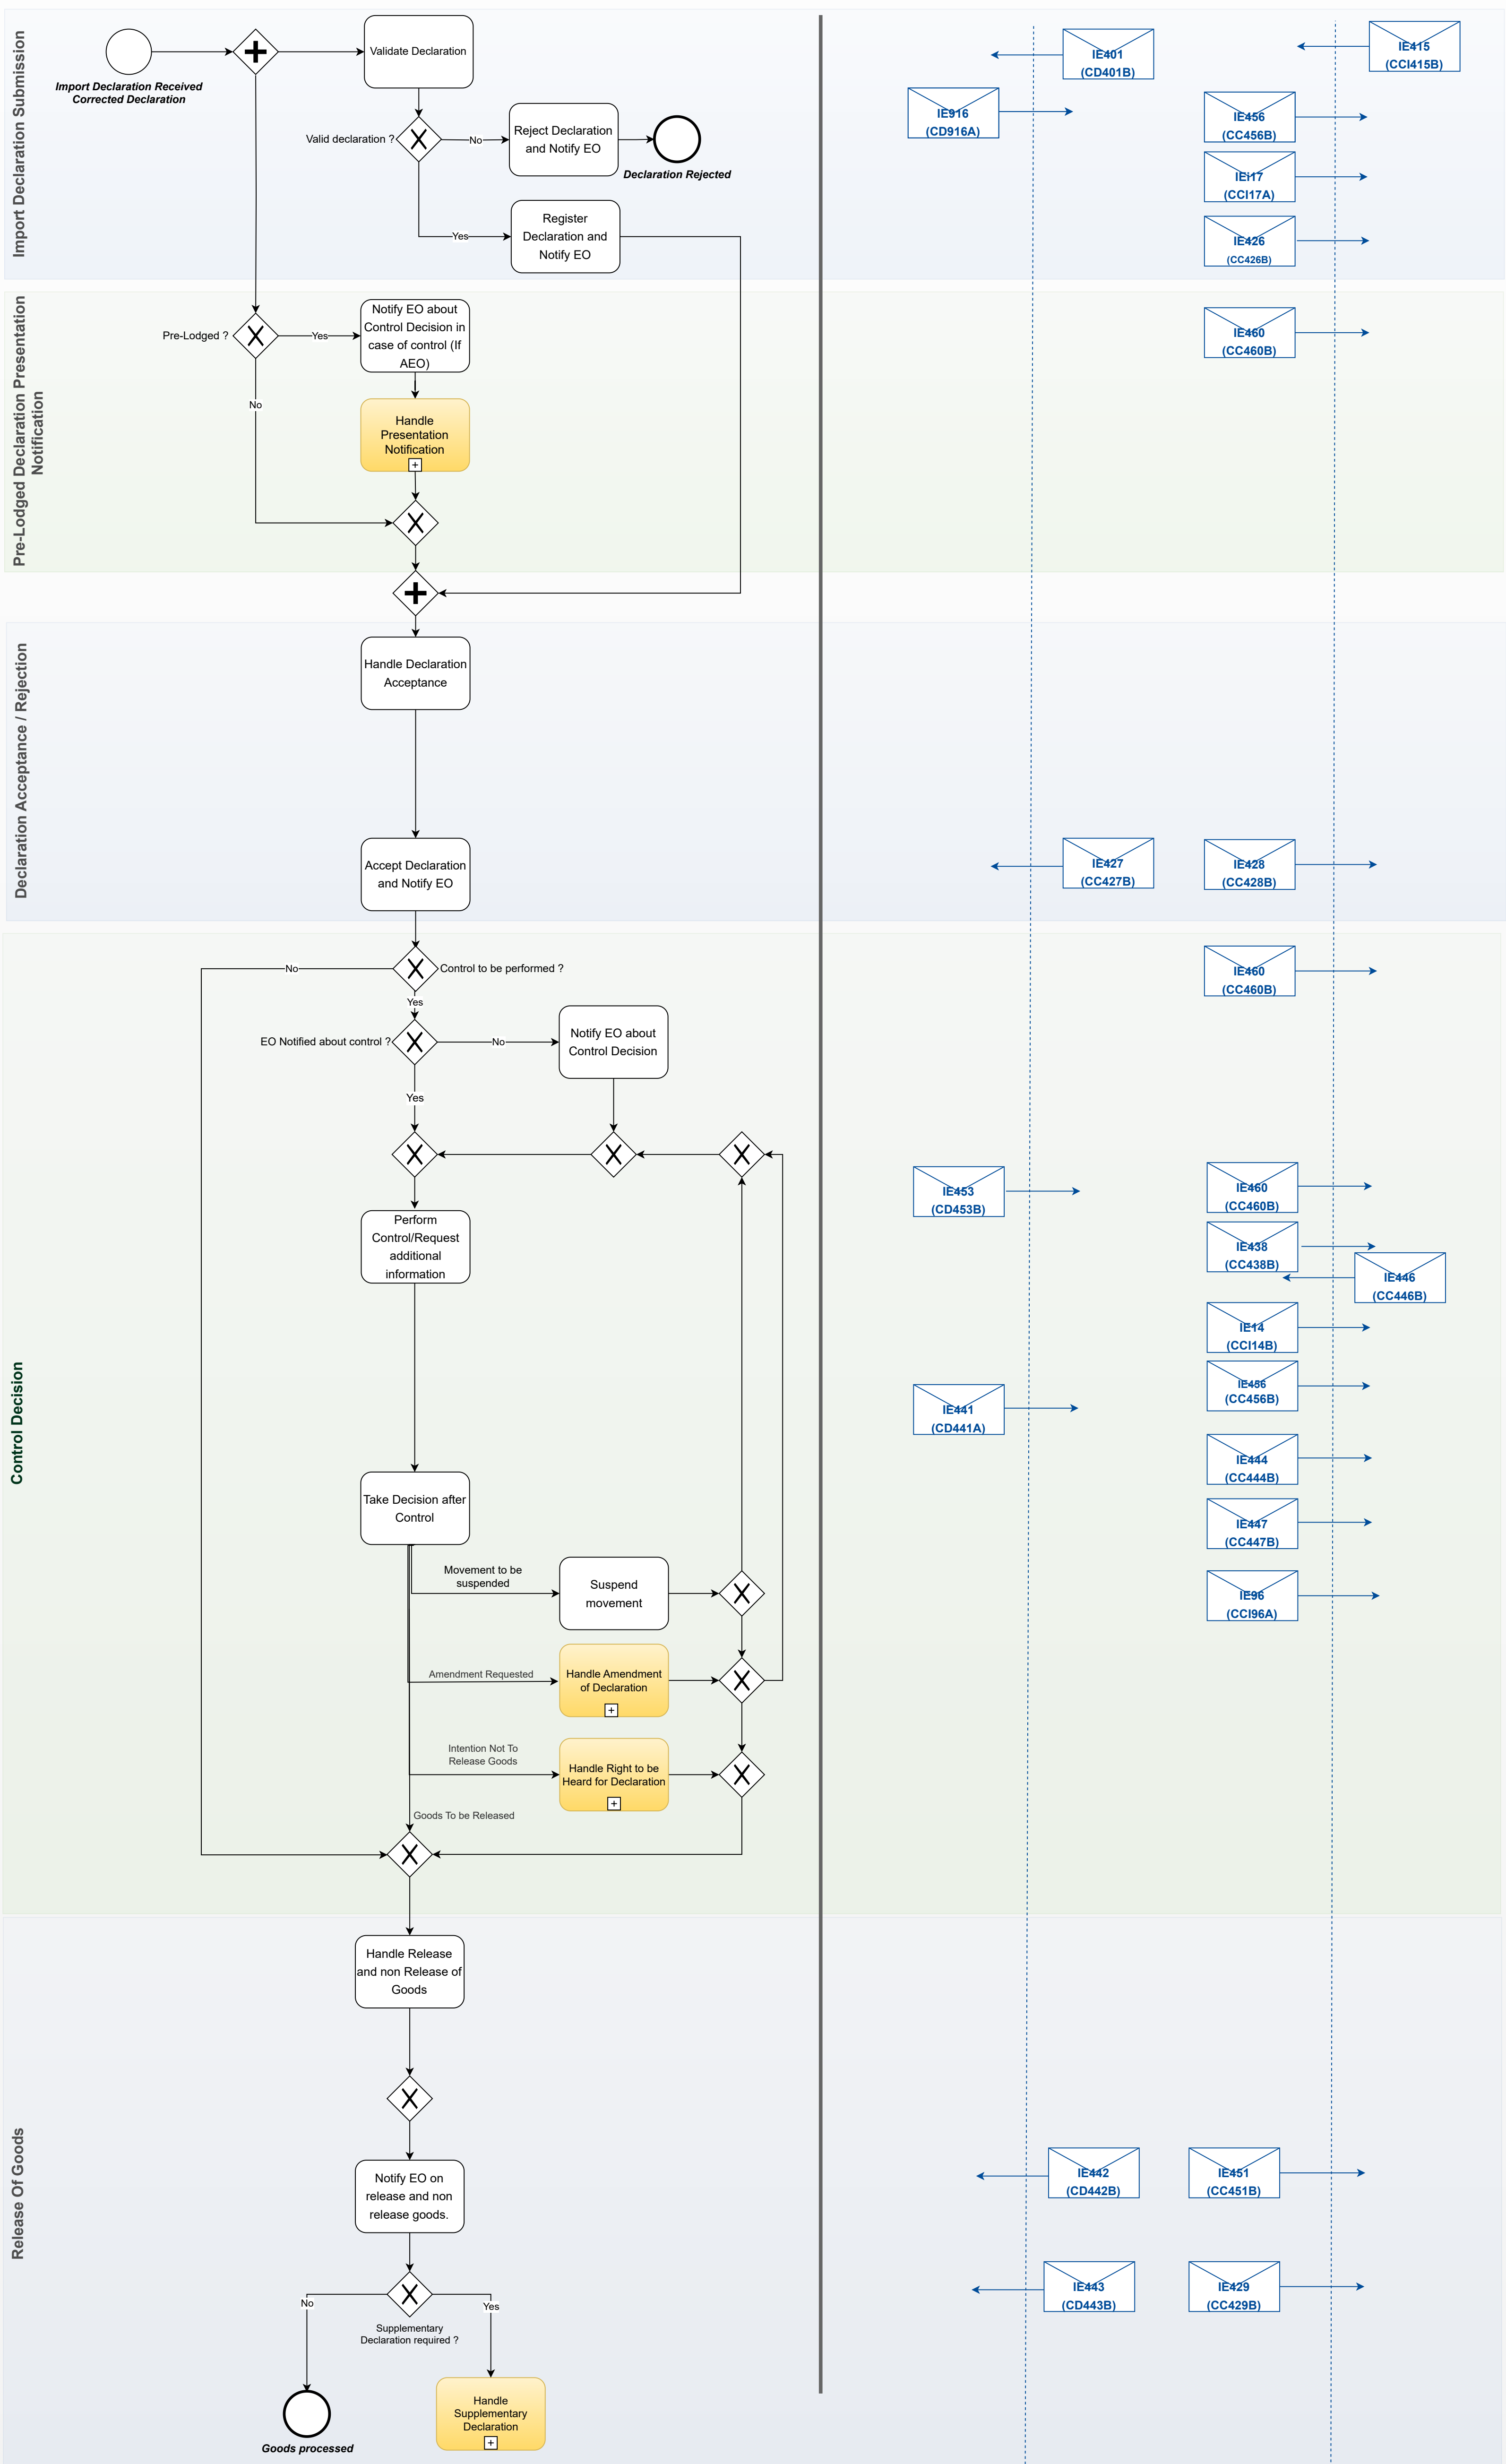 Import Declaration Submission
Import Declaration Received
Corrected Declaration
Validate Declaration
Valid declaration ?
No
Reject Declaration
and Notify EO
Declaration Rejected
Yes
Register
Declaration and
Notify EO
IE401
(CD401B)
IE415
(CCI415B)
IE916
(CD916A)
IE456
(CC456B)
IEi17
(CCI17A)
IE426
(CC426B)
Pre-Lodged Declaration Presentation
Notification
Pre-Lodged ?
Yes
No
Notify EO about
Control Decision in
case of control (If
AEO)
Handle
Presentation
Notification
IE460
(CC460B)
Declaration Acceptance / Rejection
Handle Declaration
Acceptance
Accept Declaration
and Notify EO
IE427
(CC427B)
IE428
(CC428B)
Control Decision
No
Control to be performed ?
Yes
EO Notified about control ?
No
Notify EO about
Control Decision
Yes
Perform
Control/Request
additional
information
Take Decision after
Control
Movement to be
suspended
Suspend
movement
Amendment Requested
Handle Amendment
of Declaration
Intention Not To
Release Goods
Handle Right to be
Heard for Declaration
Goods To be Released
IE460
(CC460B)
IE453
(CD453B)
IE460
(CC460B)
IE438
(CC438B)
IE446
(CC446B)
IE14
(CCI14B)
IE456
(CC456B)
IE441
(CD441A)
IE444
(CC444B)
IE447
(CC447B)
IE96
(CCI96A)
Release Of Goods
Handle Release
and non Release of
Goods
Notify EO on
release and non
release goods.
No
Yes
Supplementary
Declaration required ?
Goods processed
Handle
Supplementary
Declaration
IE442
(CD442B)
IE451
(CC451B)
IE443
(CD443B)
IE429
(CC429B)